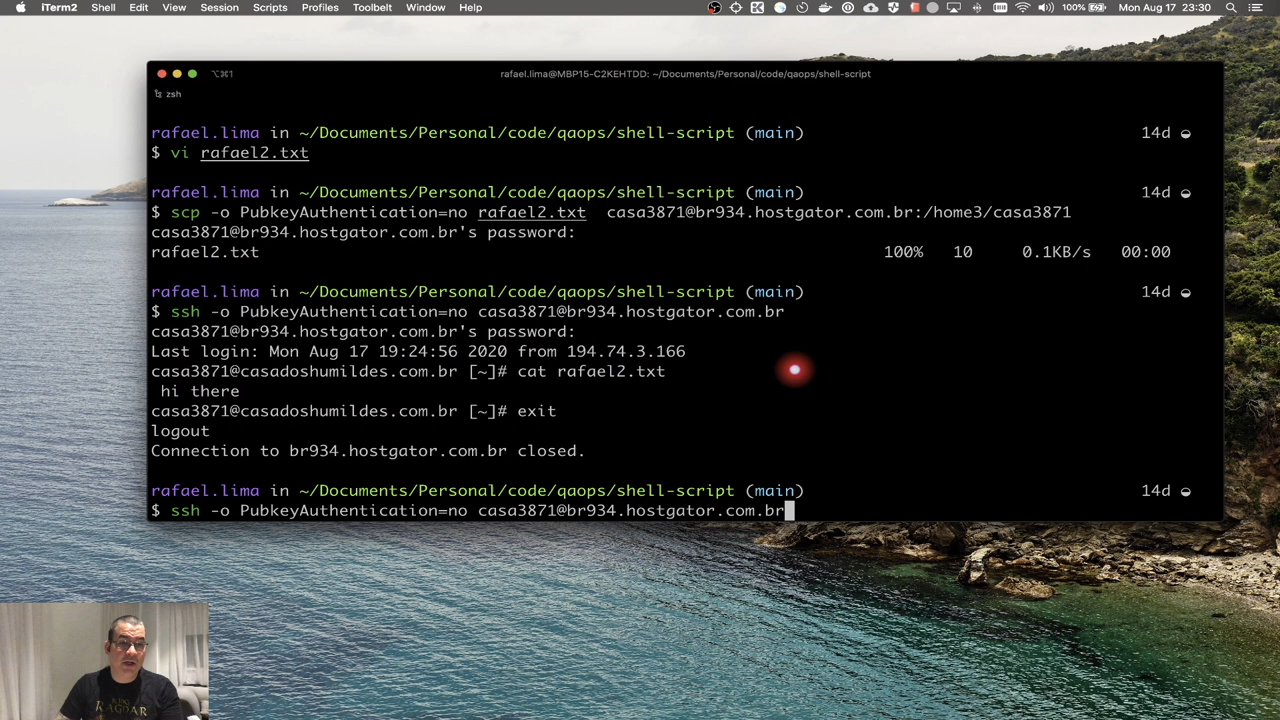 iTerm2 Shell Edit View Session Scripts Profiles Toolbelt Window Help 100% Mon Aug 17 23:30
⌥⌘1 rafael.lima@MBP15-C2KEHTDD: ~/Documents/Personal/code/qaops/shell-script
zsh
rafael.lima in ~/Documents/Personal/code/qaops/shell-script (main) 14d
$ vi rafael2.txt
rafael.lima in ~/Documents/Personal/code/qaops/shell-script (main) 14d
$ scp -o PubkeyAuthentication=no rafael2.txt casa3871@br934.hostgator.com.br:/home3/casa3871
casa3871@br934.hostgator.com.br's password:
rafael2.txt 100% 10 0.1KB/s 00:00
rafael.lima in ~/Documents/Personal/code/qaops/shell-script (main) 14d
$ ssh -o PubkeyAuthentication=no casa3871@br934.hostgator.com.br
casa3871@br934.hostgator.com.br's password:
Last login: Mon Aug 17 19:24:56 2020 from 194.74.3.166
casa3871@casadoshumildes.com.br [~]# cat rafael2.txt
hi there
casa3871@casadoshumildes.com.br [~]# exit
logout
Connection to br934.hostgator.com.br closed.
rafael.lima in ~/Documents/Personal/code/qaops/shell-script (main) 14d
$ ssh -o PubkeyAuthentication=no casa3871@br934.hostgator.com.br
RAGNAR